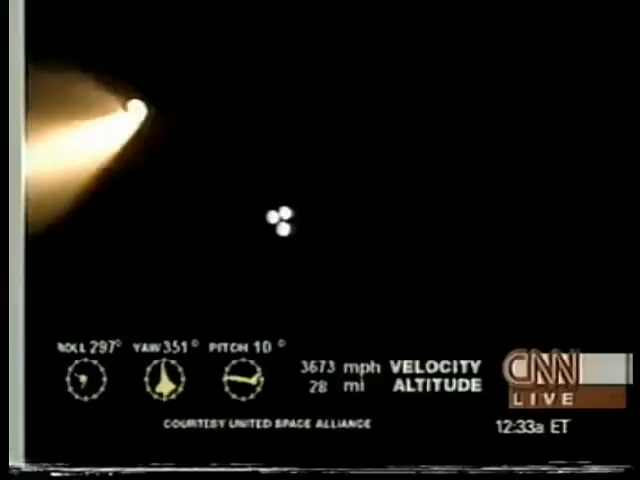 ROLL 297° YAW 351° PITCH 10°
3673 mph VELOCITY
28 mi ALTITUDE
COURTESY UNITED SPACE ALLIANCE
CNN
LIVE
12:33a ET